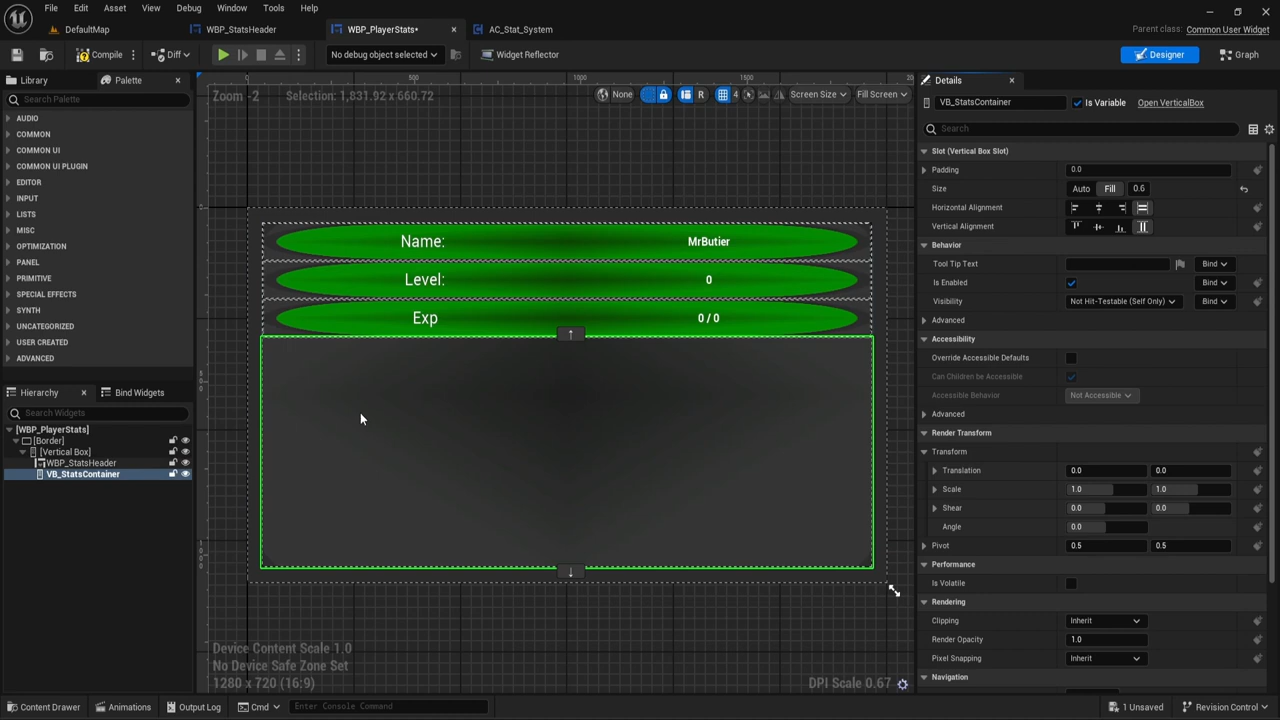 File Edit Asset View Debug Window Tools Help
DefaultMap WBP_StatsHeader WBP_PlayerStats* AC_Stat_System Parent class: Common User Widget
Compile Diff No debug object selected Widget Reflector Designer Graph
Library Palette
Search Palette
AUDIO
COMMON
COMMON UI
COMMON UI PLUGIN
EDITOR
INPUT
LISTS
MISC
OPTIMIZATION
PANEL
PRIMITIVE
SPECIAL EFFECTS
SYNTH
UNCATEGORIZED
USER CREATED
ADVANCED
Hierarchy Bind Widgets
Search Widgets
[WBP_PlayerStats]
[Border]
[Vertical Box]
WBP_StatsHeader
VB_StatsContainer
0 500 1000 1500 20
Zoom -2 Selection: 1,831.92 x 660.72 None R 4 Screen Size Fill Screen
Name: MrButier
Level: 0
Exp 0 / 0
Device Content Scale 1.0
No Device Safe Zone Set
1280 x 720 (16:9) DPI Scale 0.67
Details
VB_StatsContainer Is Variable Open VerticalBox
Search
Slot (Vertical Box Slot)
Padding 0.0
Size Auto Fill 0.6
Horizontal Alignment
Vertical Alignment
Behavior
Tool Tip Text Bind
Is Enabled Bind
Visibility Not Hit-Testable (Self Only) Bind
Advanced
Accessibility
Override Accessible Defaults
Can Children be Accessible
Accessible Behavior Not Accessible
Advanced
Render Transform
Transform
Translation 0.0 0.0
Scale 1.0 1.0
Shear 0.0 0.0
Angle 0.0
Pivot 0.5 0.5
Performance
Is Volatile
Rendering
Clipping Inherit
Render Opacity 1.0
Pixel Snapping Inherit
Navigation
Content Drawer Animations Output Log Cmd Enter Console Command 1 Unsaved Revision Control